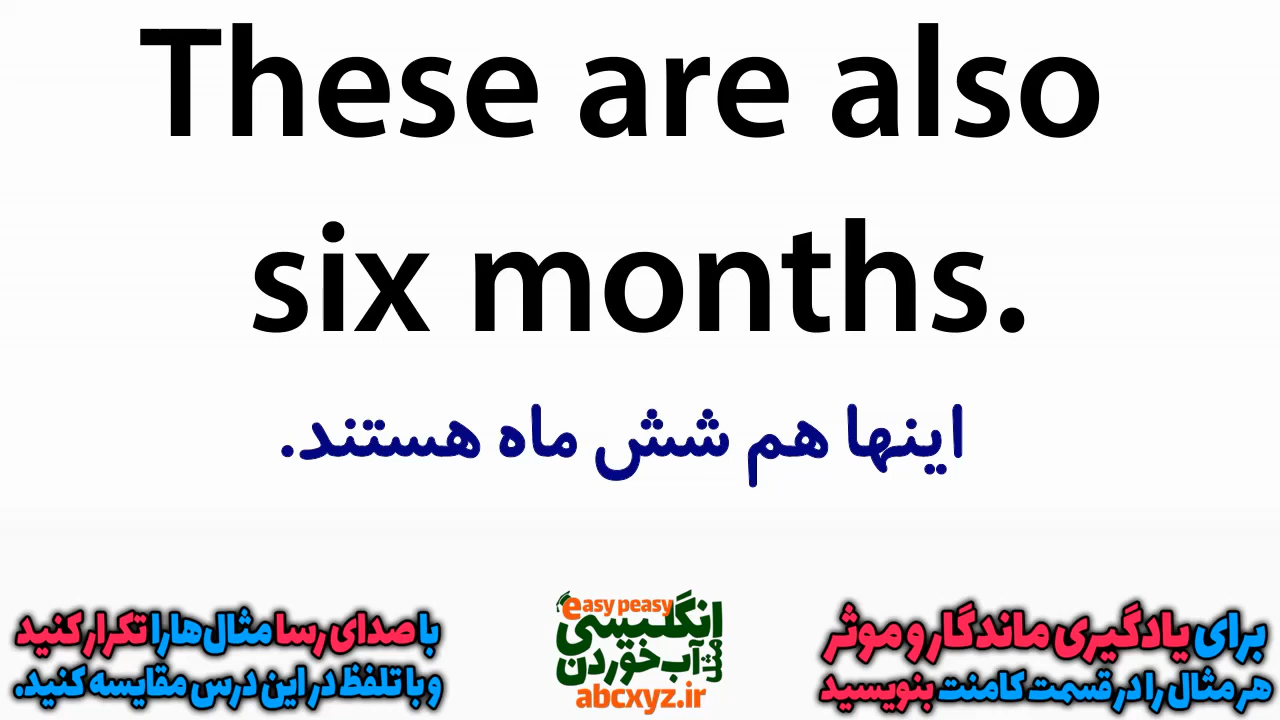 These are also
six months.
اینها هم شش ماه هستند.
با صدای رسا مثال‌ها را تکرار کنید
و با تلفظ در این درس مقایسه کنید.
easy peasy
انگلیسی
مثل آب خوردن
abcxyz.ir
برای یادگیری ماندگار و موثر
هر مثال را در قسمت کامنت بنویسید